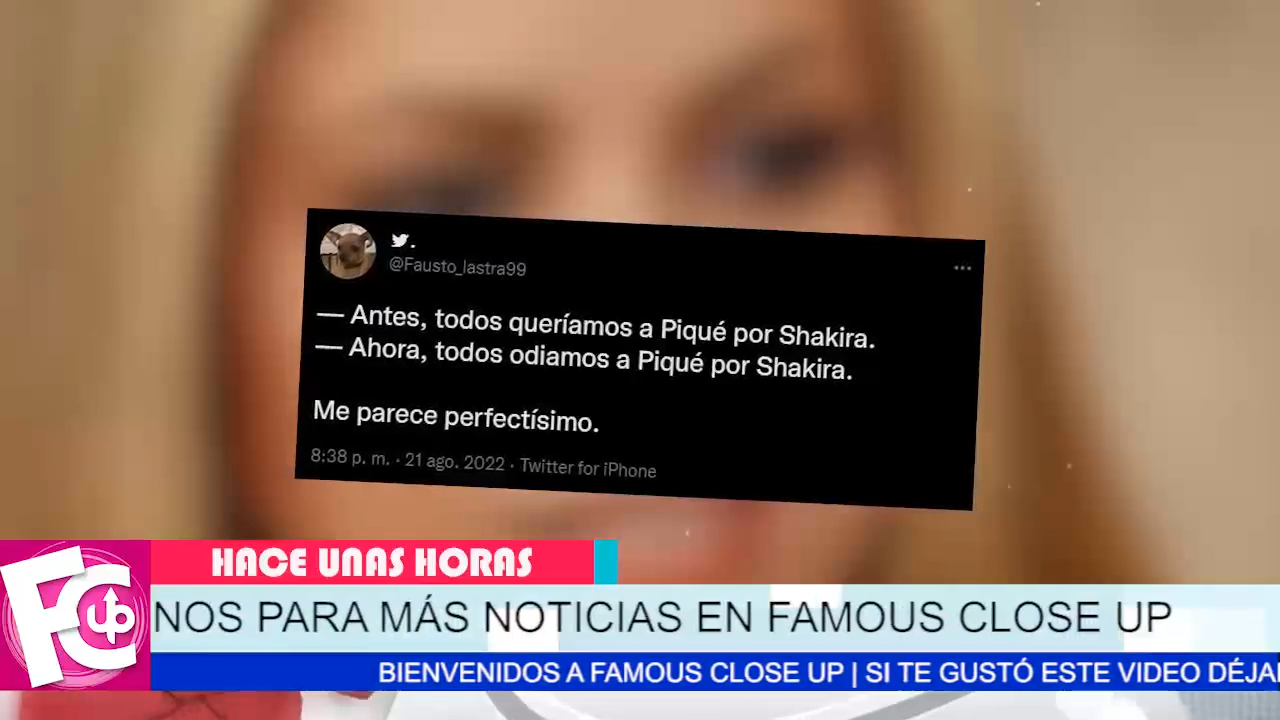 .
@Fausto_lastra99
— Antes, todos queríamos a Piqué por Shakira.
— Ahora, todos odiamos a Piqué por Shakira.
Me parece perfectísimo.
8:38 p. m. · 21 ago. 2022 · Twitter for iPhone
HACE UNAS HORAS
FC up
NOS PARA MÁS NOTICIAS EN FAMOUS CLOSE UP
BIENVENIDOS A FAMOUS CLOSE UP | SI TE GUSTÓ ESTE VIDEO DÉJA